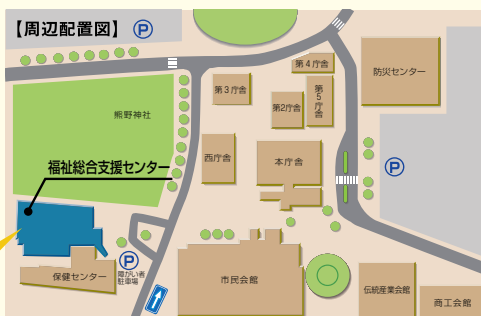 【周辺配置図】 P
第4庁舎
防災センター
第3庁舎
第5庁舎
第2庁舎
熊野神社
西庁舎
本庁舎
福祉総合支援センター
P
P
障がい者
駐車場
保健センター
市民会館
伝統産業会館
商工会館